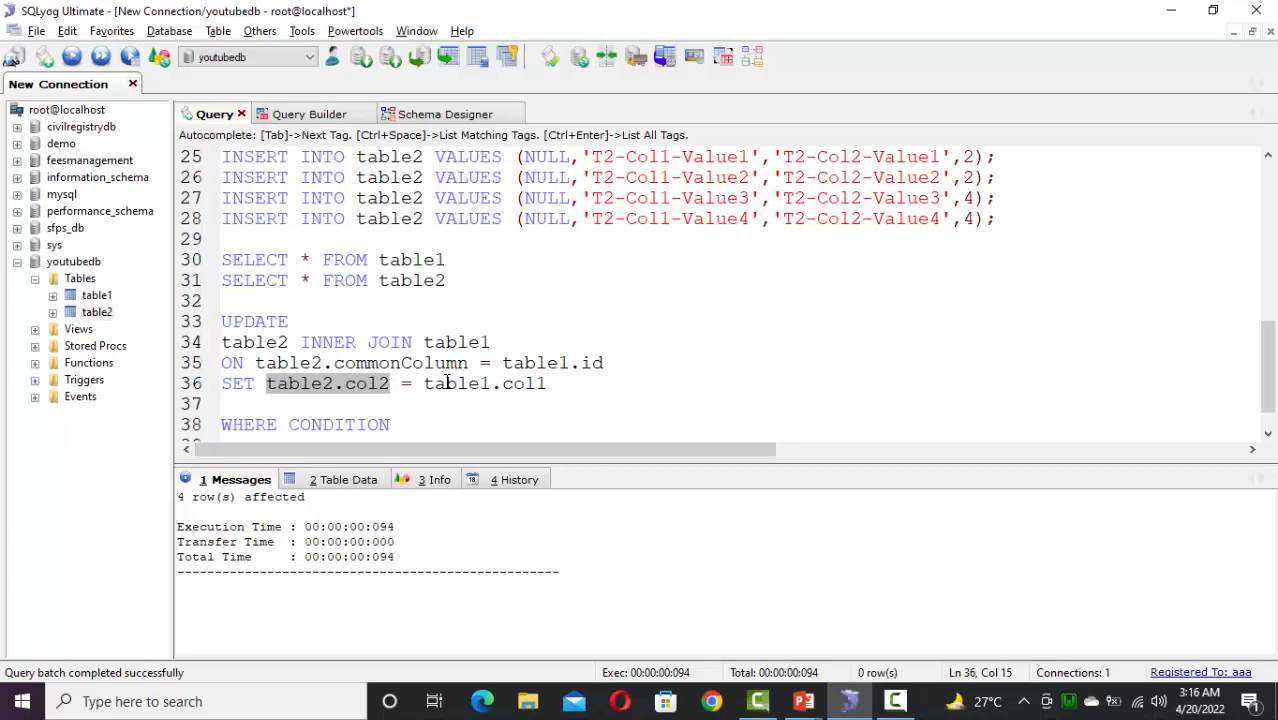 SQLyog Ultimate - [New Connection/youtubedb - root@localhost*]
File Edit Favorites Database Table Others Tools Powertools Window Help
youtubedb
New Connection
root@localhost
civilregistrydb
demo
feesmanagement
information_schema
mysql
performance_schema
sfps_db
sys
youtubedb
Tables
table1
table2
Views
Stored Procs
Functions
Triggers
Events
Query Query Builder Schema Designer
Autocomplete: [Tab]->Next Tag. [Ctrl+Space]->List Matching Tags. [Ctrl+Enter]->List All Tags.
25 INSERT INTO table2 VALUES (NULL,'T2-Col1-Value1','T2-Col2-Value1',2);
26 INSERT INTO table2 VALUES (NULL,'T2-Col1-Value2','T2-Col2-Value2',2);
27 INSERT INTO table2 VALUES (NULL,'T2-Col1-Value3','T2-Col2-Value3',4);
28 INSERT INTO table2 VALUES (NULL,'T2-Col1-Value4','T2-Col2-Value4',4);
29
30 SELECT * FROM table1
31 SELECT * FROM table2
32
33 UPDATE
34 table2 INNER JOIN table1
35 ON table2.commonColumn = table1.id
36 SET table2.col2 = table1.col1
37
38 WHERE CONDITION
1 Messages 2 Table Data 3 Info 4 History
4 row(s) affected
Execution Time : 00:00:00:094
Transfer Time : 00:00:00:000
Total Time : 00:00:00:094
---------------------------------------------------------
Query batch completed successfully
Exec: 00:00:00:094 Total: 00:00:00:094 0 row(s) Ln 36, Col 15 Connections: 1 Registered To: aaa
Type here to search
27°C
3:16 AM
4/20/2022
1